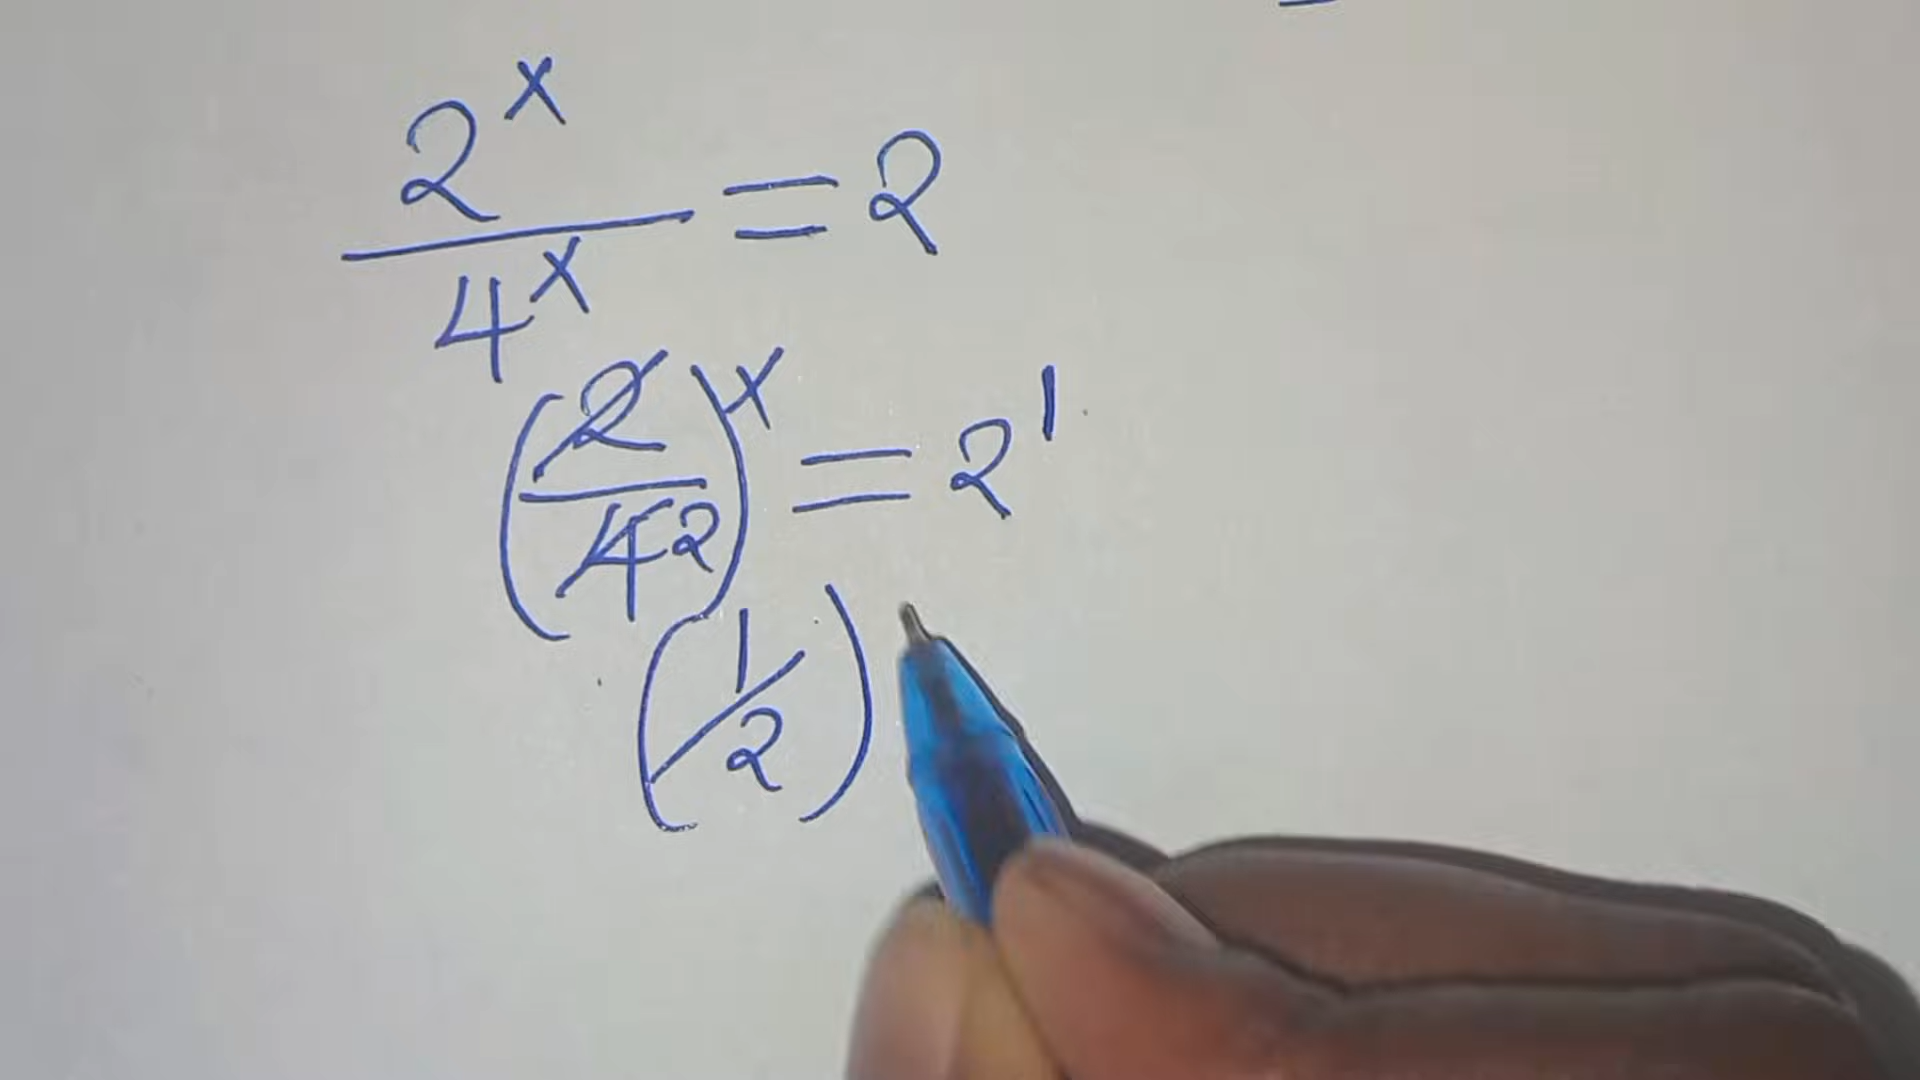 2^x / 4^x = 2
(2 / 4 2)^x = 2^1
(1/2)